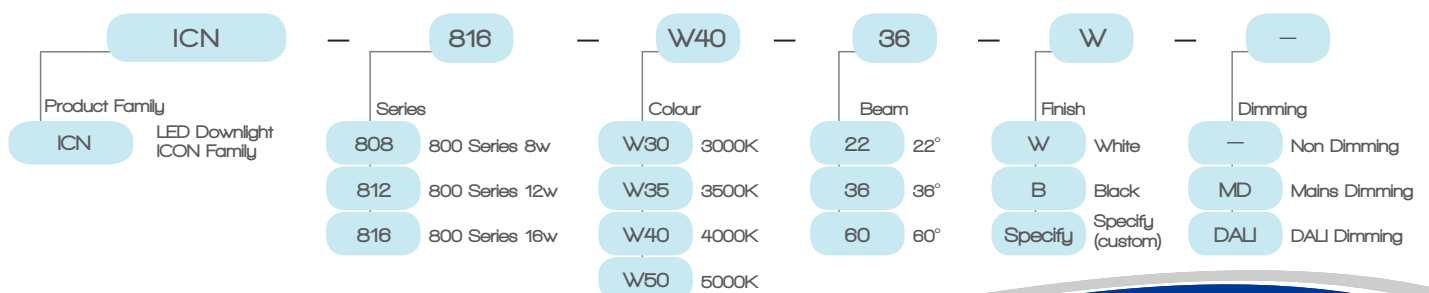 ICN — 816 — W40 — 36 — W — —
Product Family
ICN LED Downlight
ICON Family
Series
808 800 Series 8w
812 800 Series 12w
816 800 Series 16w
Colour
W30 3000K
W35 3500K
W40 4000K
W50 5000K
Beam
22 22°
36 36°
60 60°
Finish
W White
B Black
Specify Specify
(custom)
Dimming
— Non Dimming
MD Mains Dimming
DALI DALI Dimming